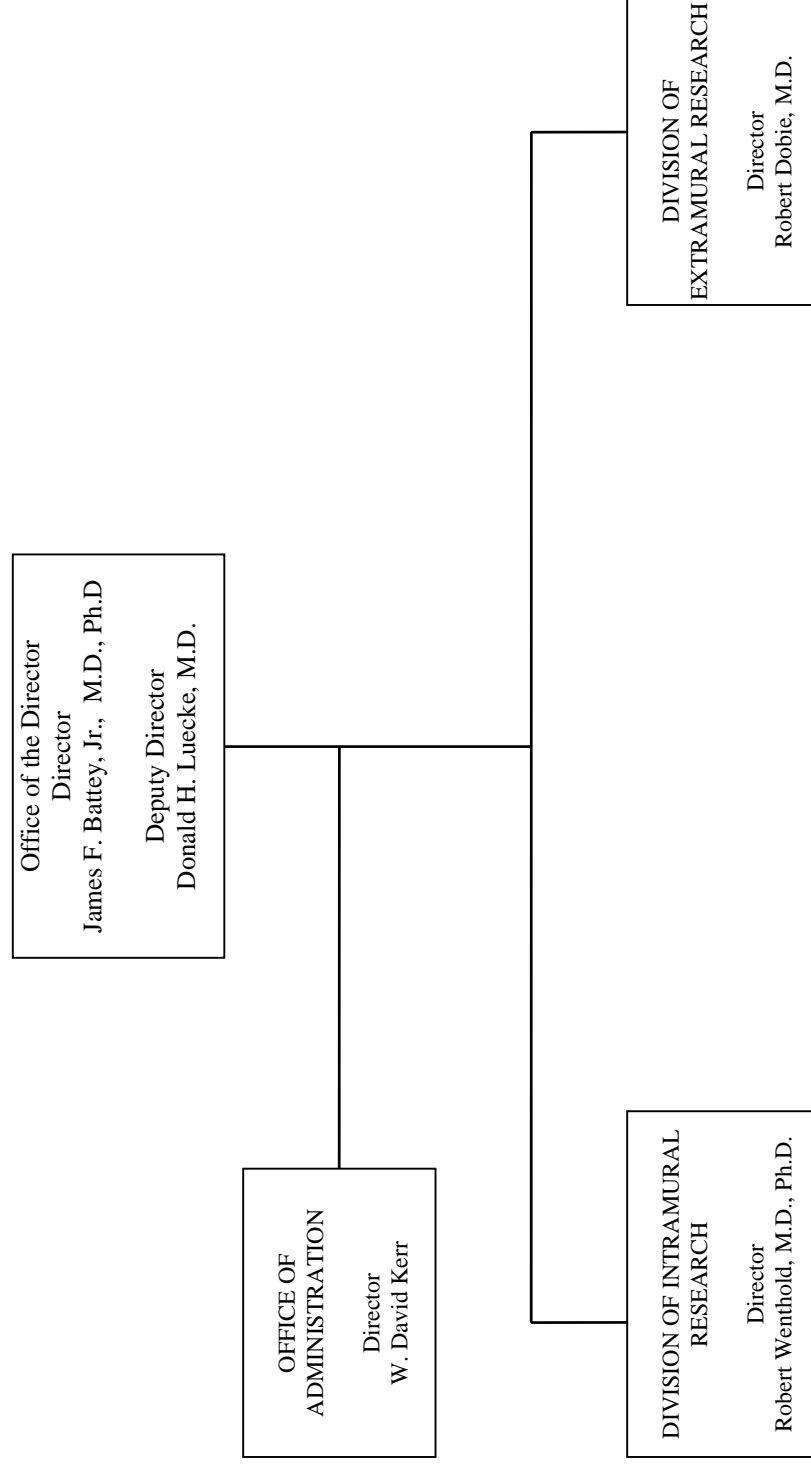 Office of the Director
Director
James F. Battey, Jr., M.D., Ph.D
Deputy Director
Donald H. Luecke, M.D.
OFFICE OF
ADMINISTRATION
Director
W. David Kerr
DIVISION OF INTRAMURAL
RESEARCH
Director
Robert Wenthold, M.D., Ph.D.
DIVISION OF
EXTRAMURAL RESEARCH
Director
Robert Dobie, M.D.